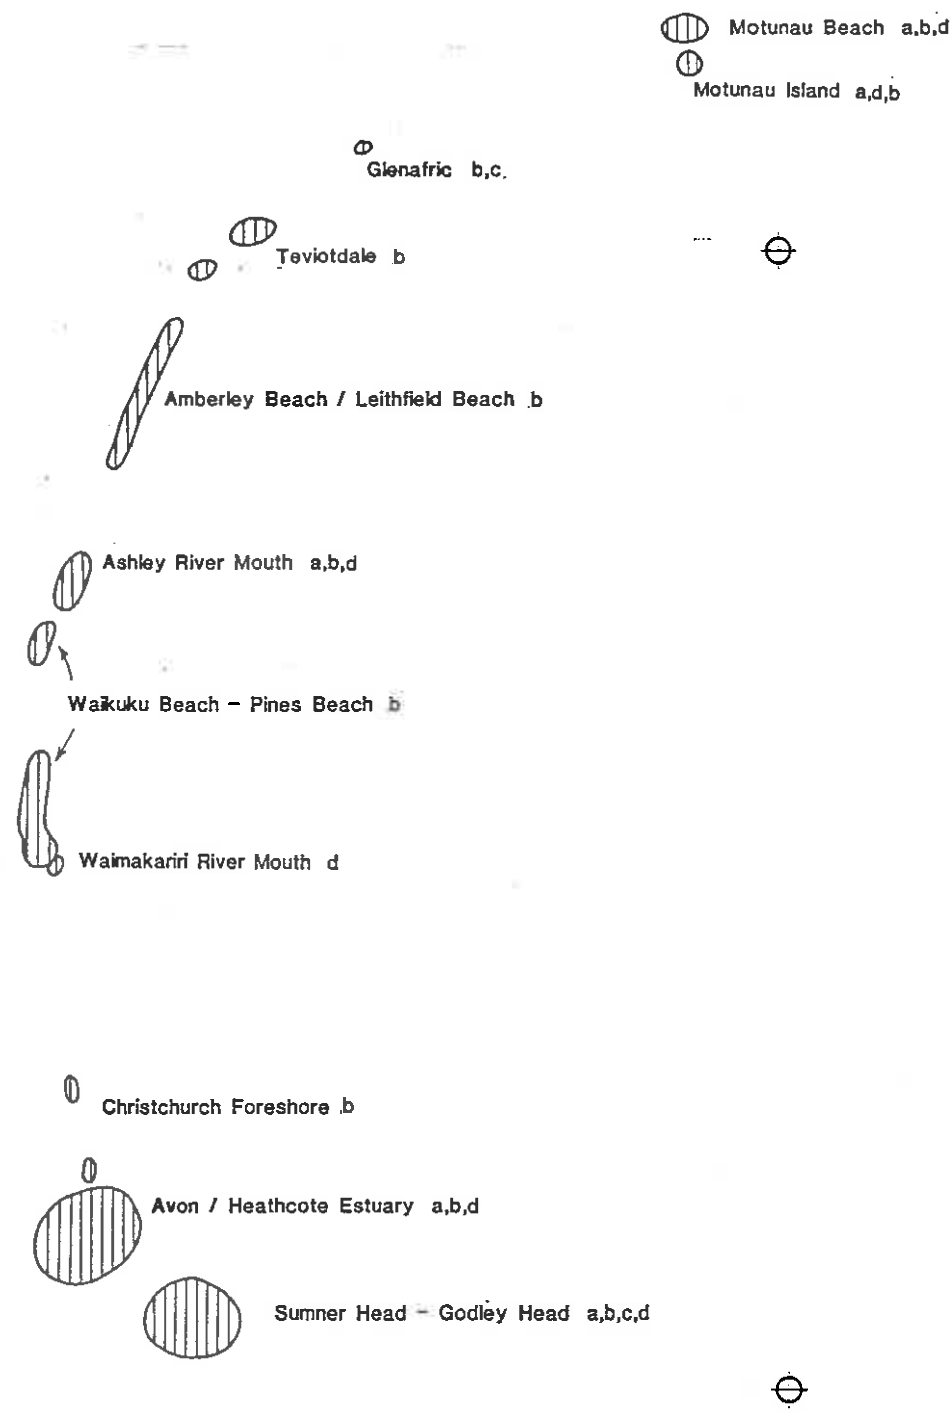 Motunau Beach a,b,d
Motunau Island a,d,b
Glenafric b,c.
Teviotdale b
Amberley Beach / Leithfield Beach .b
Ashley River Mouth a,b,d
Waikuku Beach – Pines Beach b
Waimakariri River Mouth d
Christchurch Foreshore .b
Avon / Heathcote Estuary a,b,d
Sumner Head – Godley Head a,b,c,d